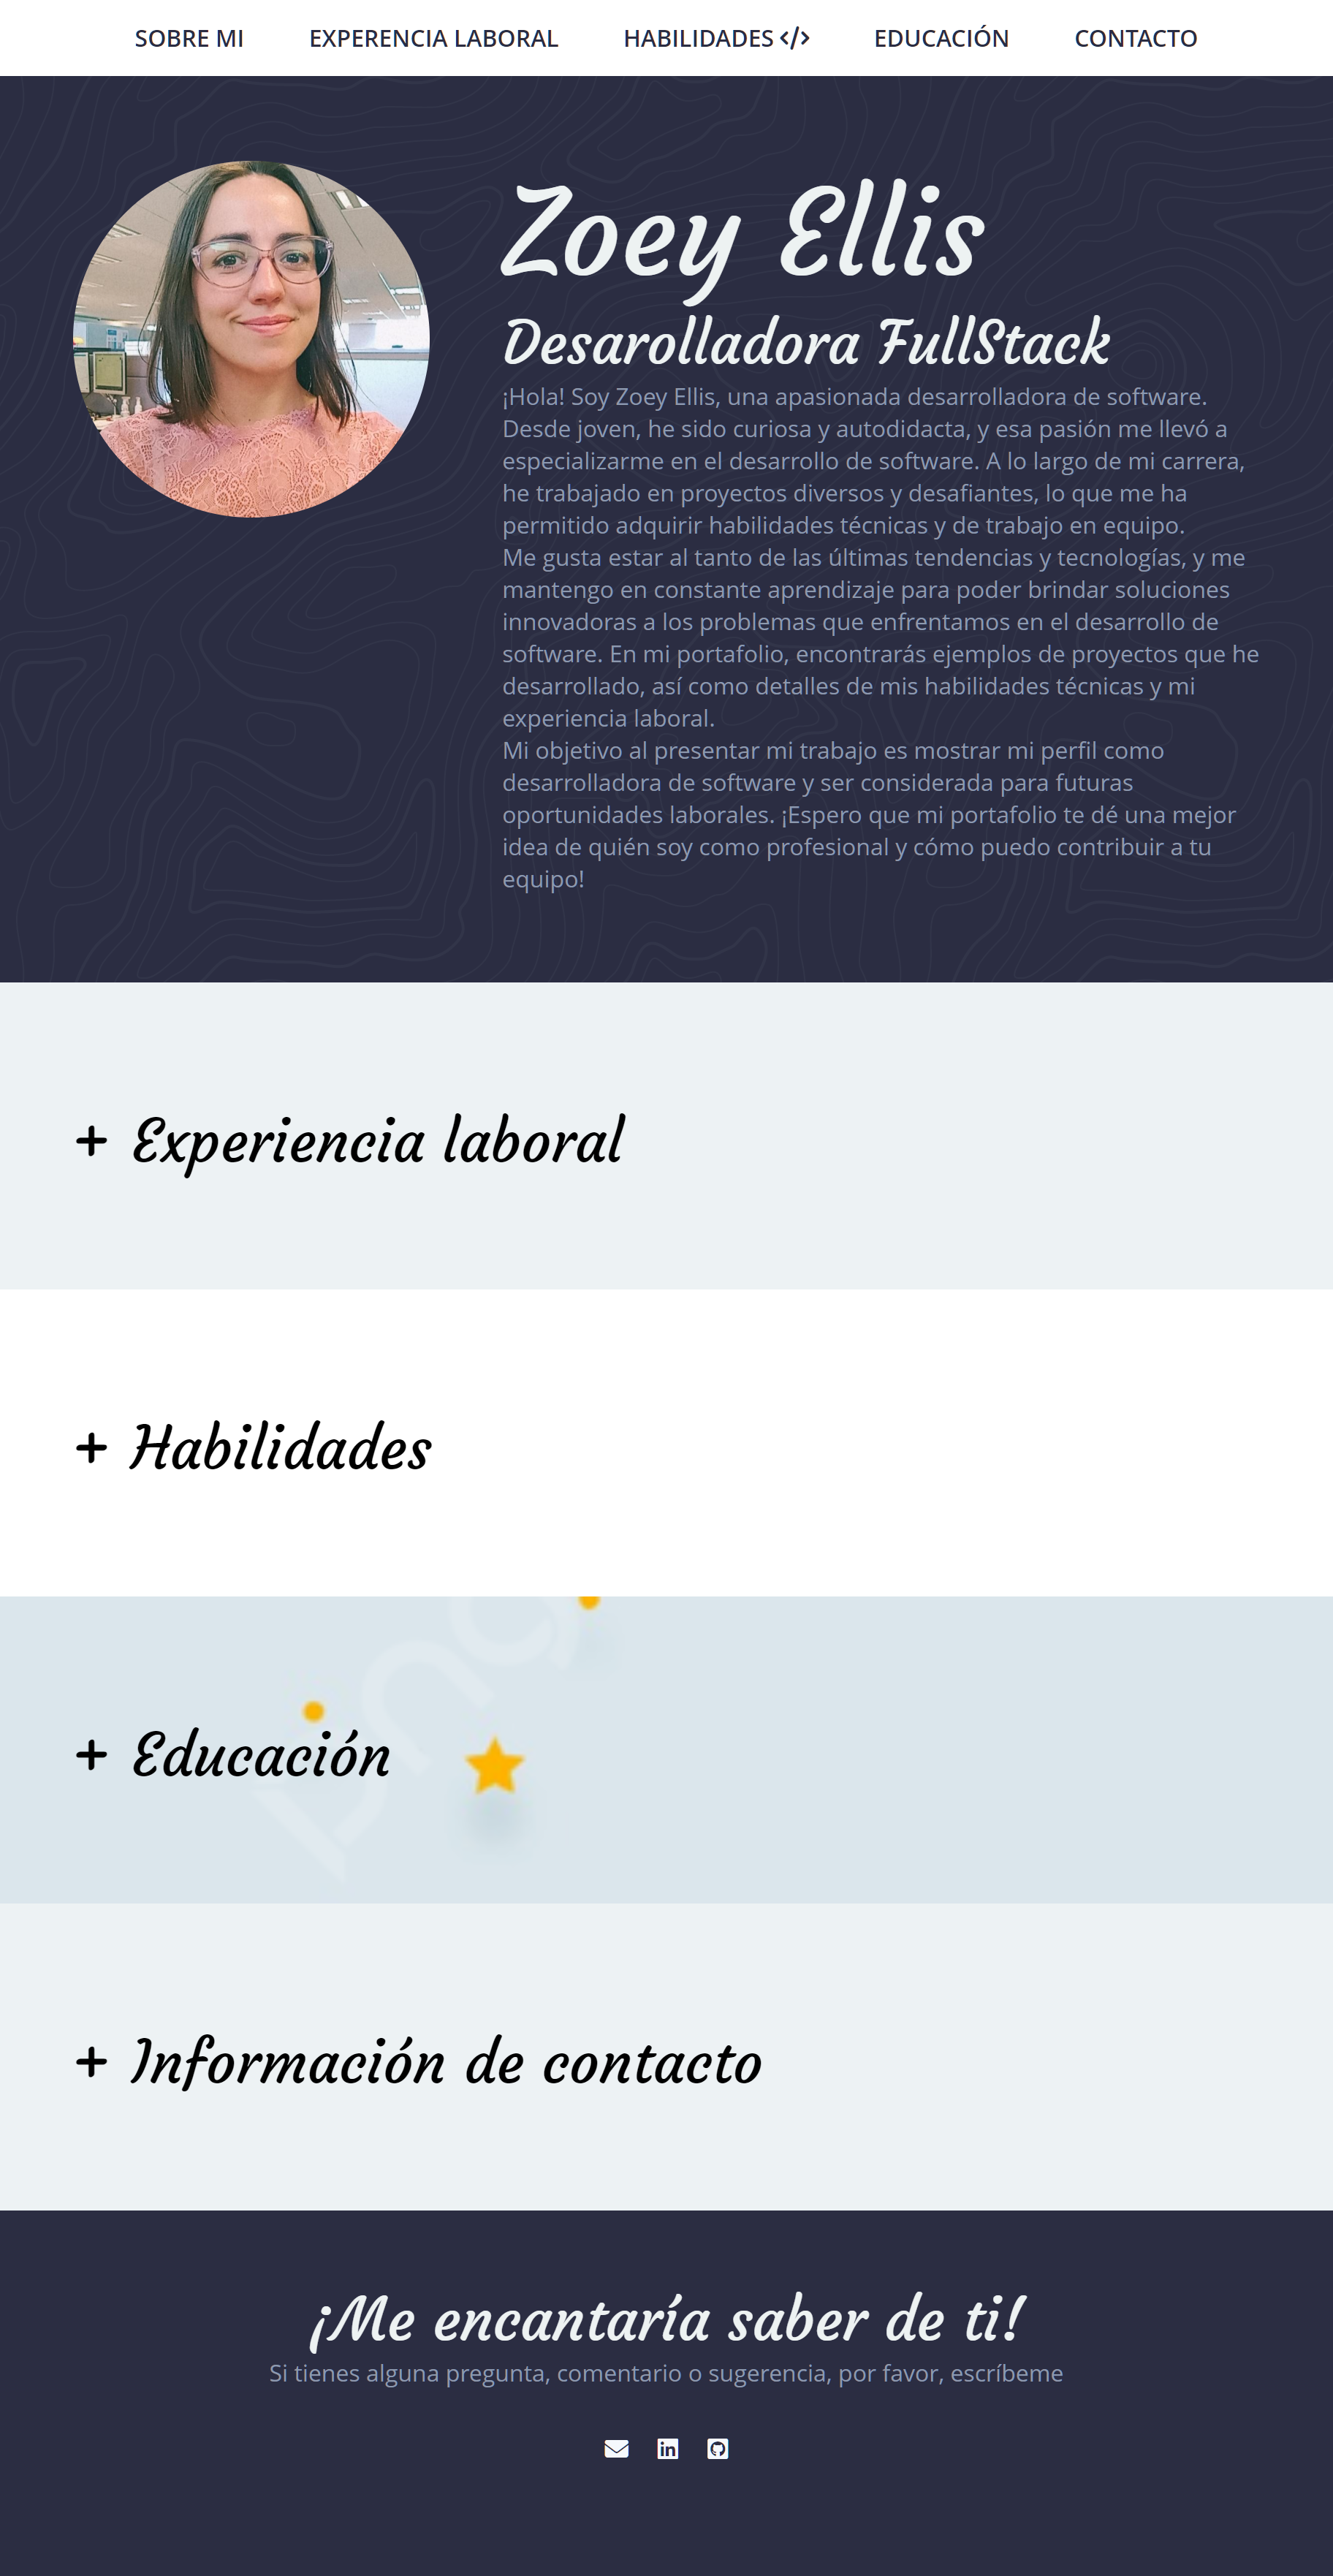 SOBRE MI
EXPERENCIA LABORAL
HABILIDADES </>
EDUCACIÓN
CONTACTO
Zoey Ellis
Desarolladora FullStack
¡Hola! Soy Zoey Ellis, una apasionada desarrolladora de software.
Desde joven, he sido curiosa y autodidacta, y esa pasión me llevó a
especializarme en el desarrollo de software. A lo largo de mi carrera,
he trabajado en proyectos diversos y desafiantes, lo que me ha
permitido adquirir habilidades técnicas y de trabajo en equipo.
Me gusta estar al tanto de las últimas tendencias y tecnologías, y me
mantengo en constante aprendizaje para poder brindar soluciones
innovadoras a los problemas que enfrentamos en el desarrollo de
software. En mi portafolio, encontrarás ejemplos de proyectos que he
desarrollado, así como detalles de mis habilidades técnicas y mi
experiencia laboral.
Mi objetivo al presentar mi trabajo es mostrar mi perfil como
desarrolladora de software y ser considerada para futuras
oportunidades laborales. ¡Espero que mi portafolio te dé una mejor
idea de quién soy como profesional y cómo puedo contribuir a tu
equipo!
+ Experiencia laboral
+ Habilidades
+ Educación
+ Información de contacto
¡Me encantaría saber de ti!
Si tienes alguna pregunta, comentario o sugerencia, por favor, escríbeme
in